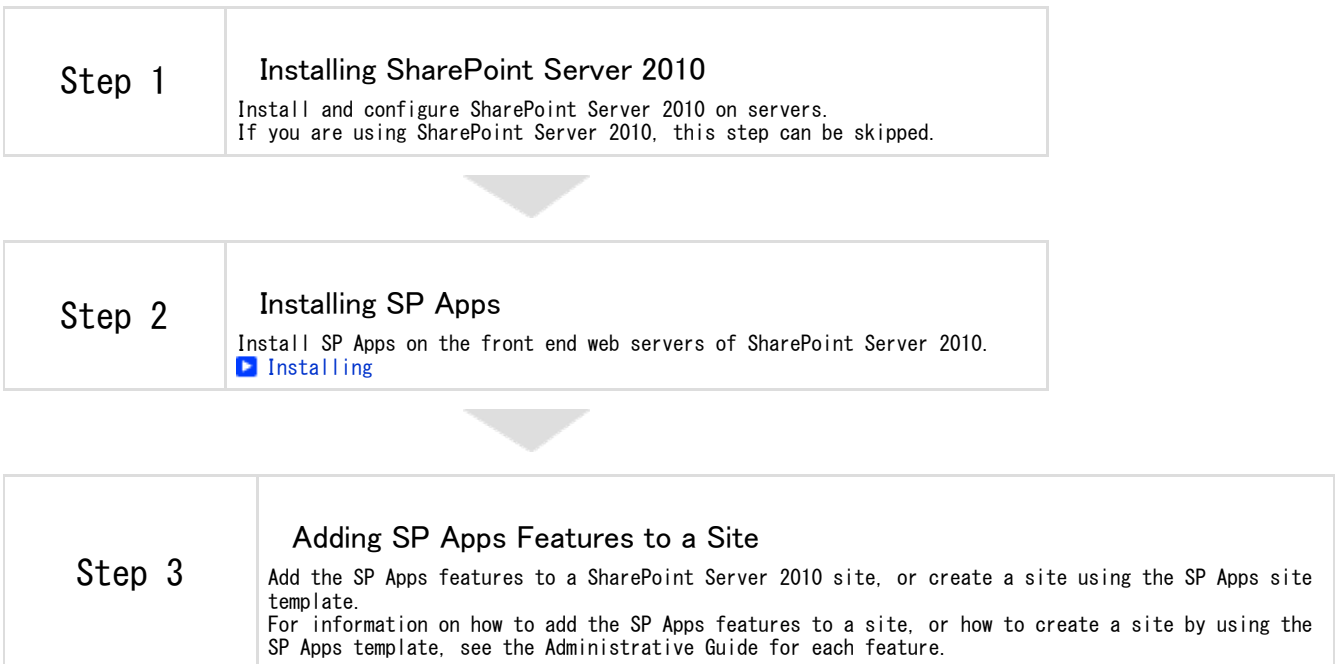 Step 1
Installing SharePoint Server 2010
Install and configure SharePoint Server 2010 on servers.
If you are using SharePoint Server 2010, this step can be skipped.
Step 2
Installing SP Apps
Install SP Apps on the front end web servers of SharePoint Server 2010.
Installing
Step 3
Adding SP Apps Features to a Site
Add the SP Apps features to a SharePoint Server 2010 site, or create a site using the SP Apps site
template.
For information on how to add the SP Apps features to a site, or how to create a site by using the
SP Apps template, see the Administrative Guide for each feature.